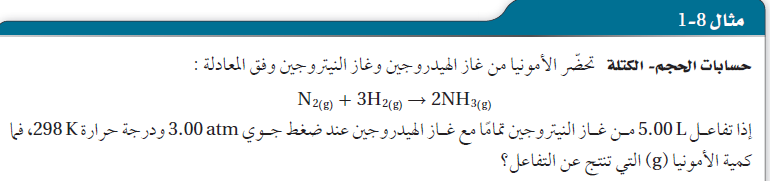 مثال 8-1
حسابات الحجم- الكتلة تحضّر الأمونيا من غاز الهيدروجين وغاز النيتروجين وفق المعادلة :
N2(g) + 3H2(g) → 2NH3(g)
إذا تفاعل 5.00 L من غاز النيتروجين تمامًا مع غاز الهيدروجين عند ضغط جوي 3.00 atm ودرجة حرارة 298 K، فما
كمية الأمونيا (g) التي تنتج عن التفاعل؟